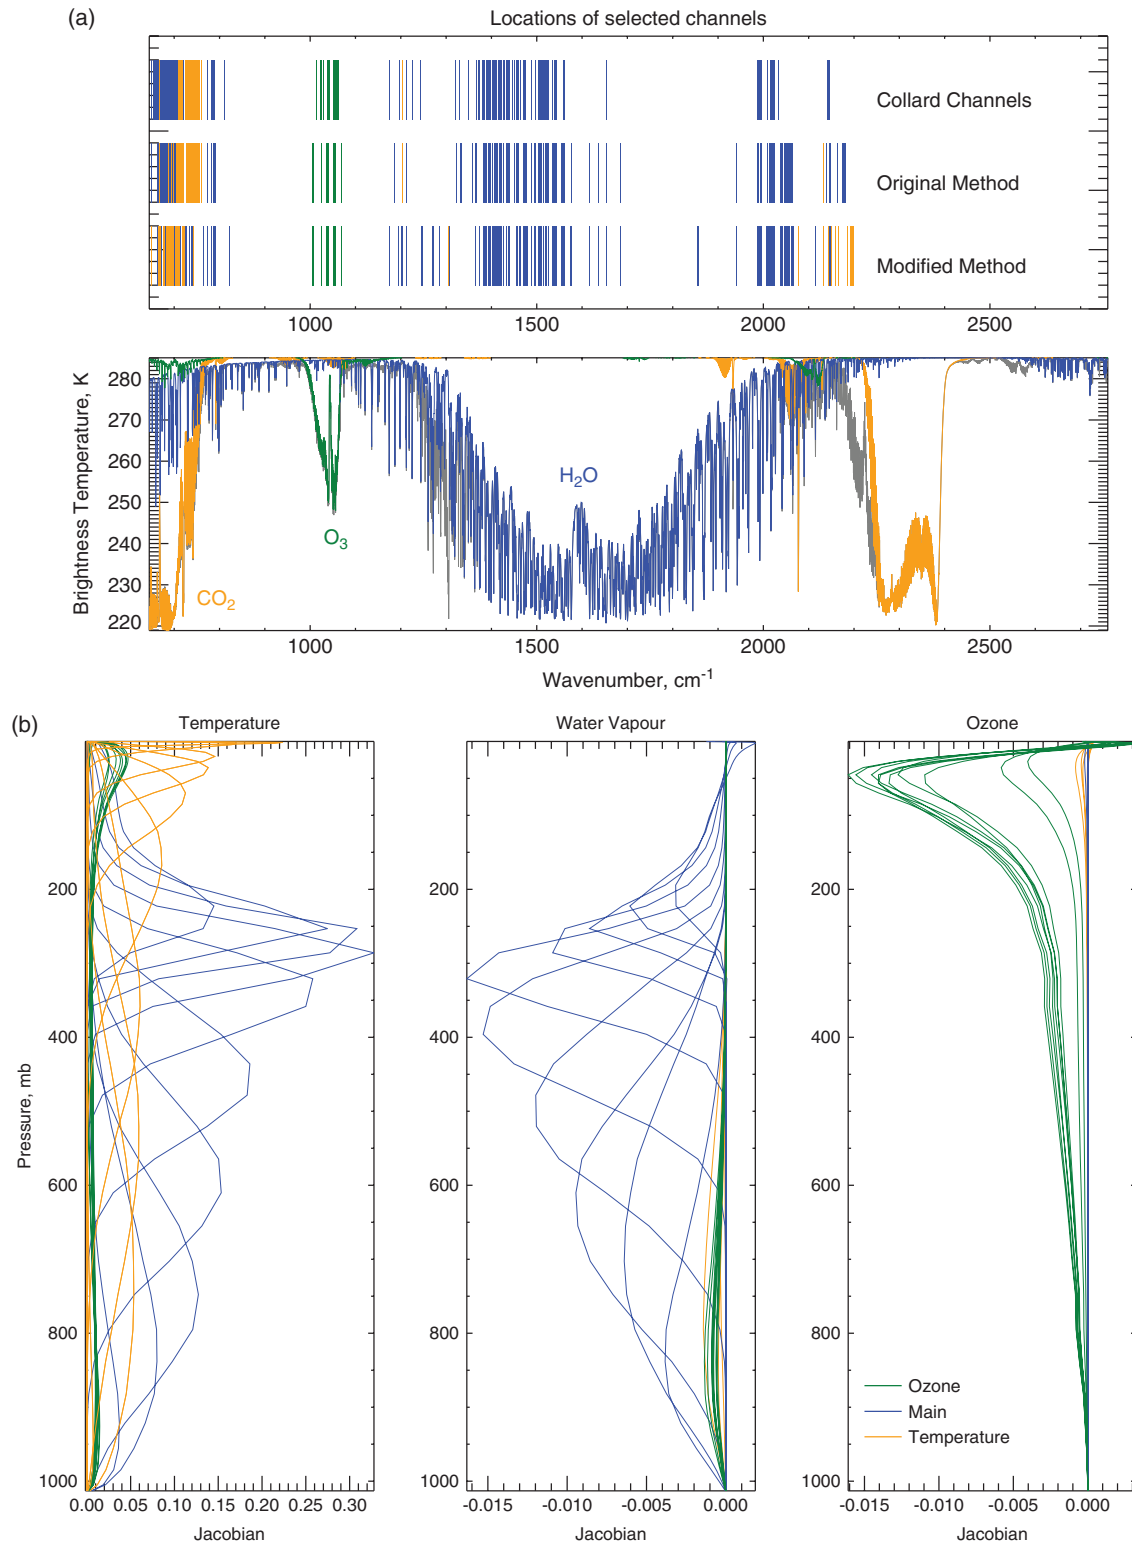 (a)
Locations of selected channels
Collard Channels
Original Method
Modified Method
1000 1500 2000 2500
280
270
260
250
240
230
220
Brightness Temperature, K
CO2
O3
H2O
1000 1500 2000 2500
Wavenumber, cm-1
(b)
Temperature Water Vapour Ozone
200 200 200
400 400 400
600 600 600
800 800 800
1000 1000 1000
Pressure, mb
Ozone
Main
Temperature
0.00 0.05 0.10 0.15 0.20 0.25 0.30 -0.015 -0.010 -0.005 0.000 -0.015 -0.010 -0.005 0.000
Jacobian Jacobian Jacobian